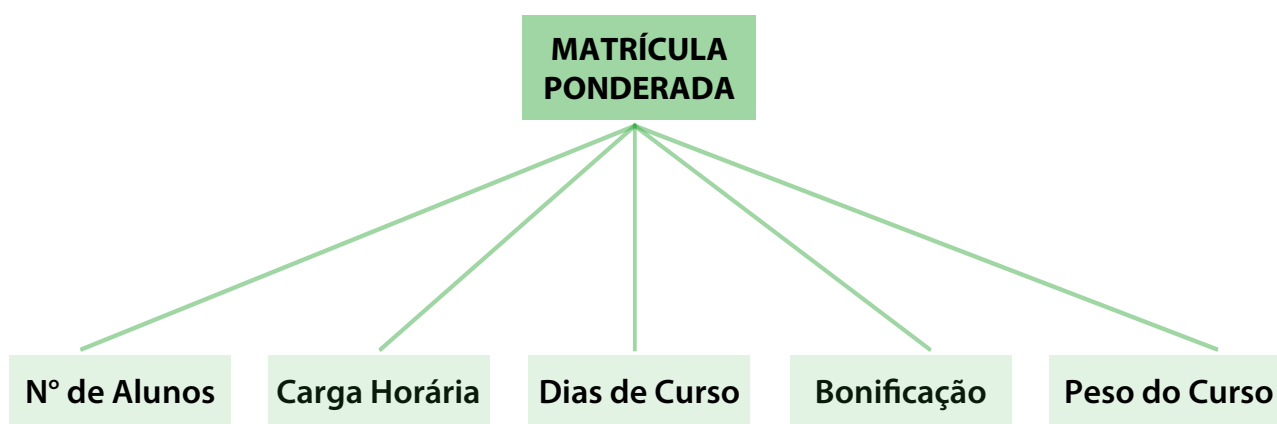 MATRÍCULA
PONDERADA
N° de Alunos
Carga Horária
Dias de Curso
Bonificação
Peso do Curso